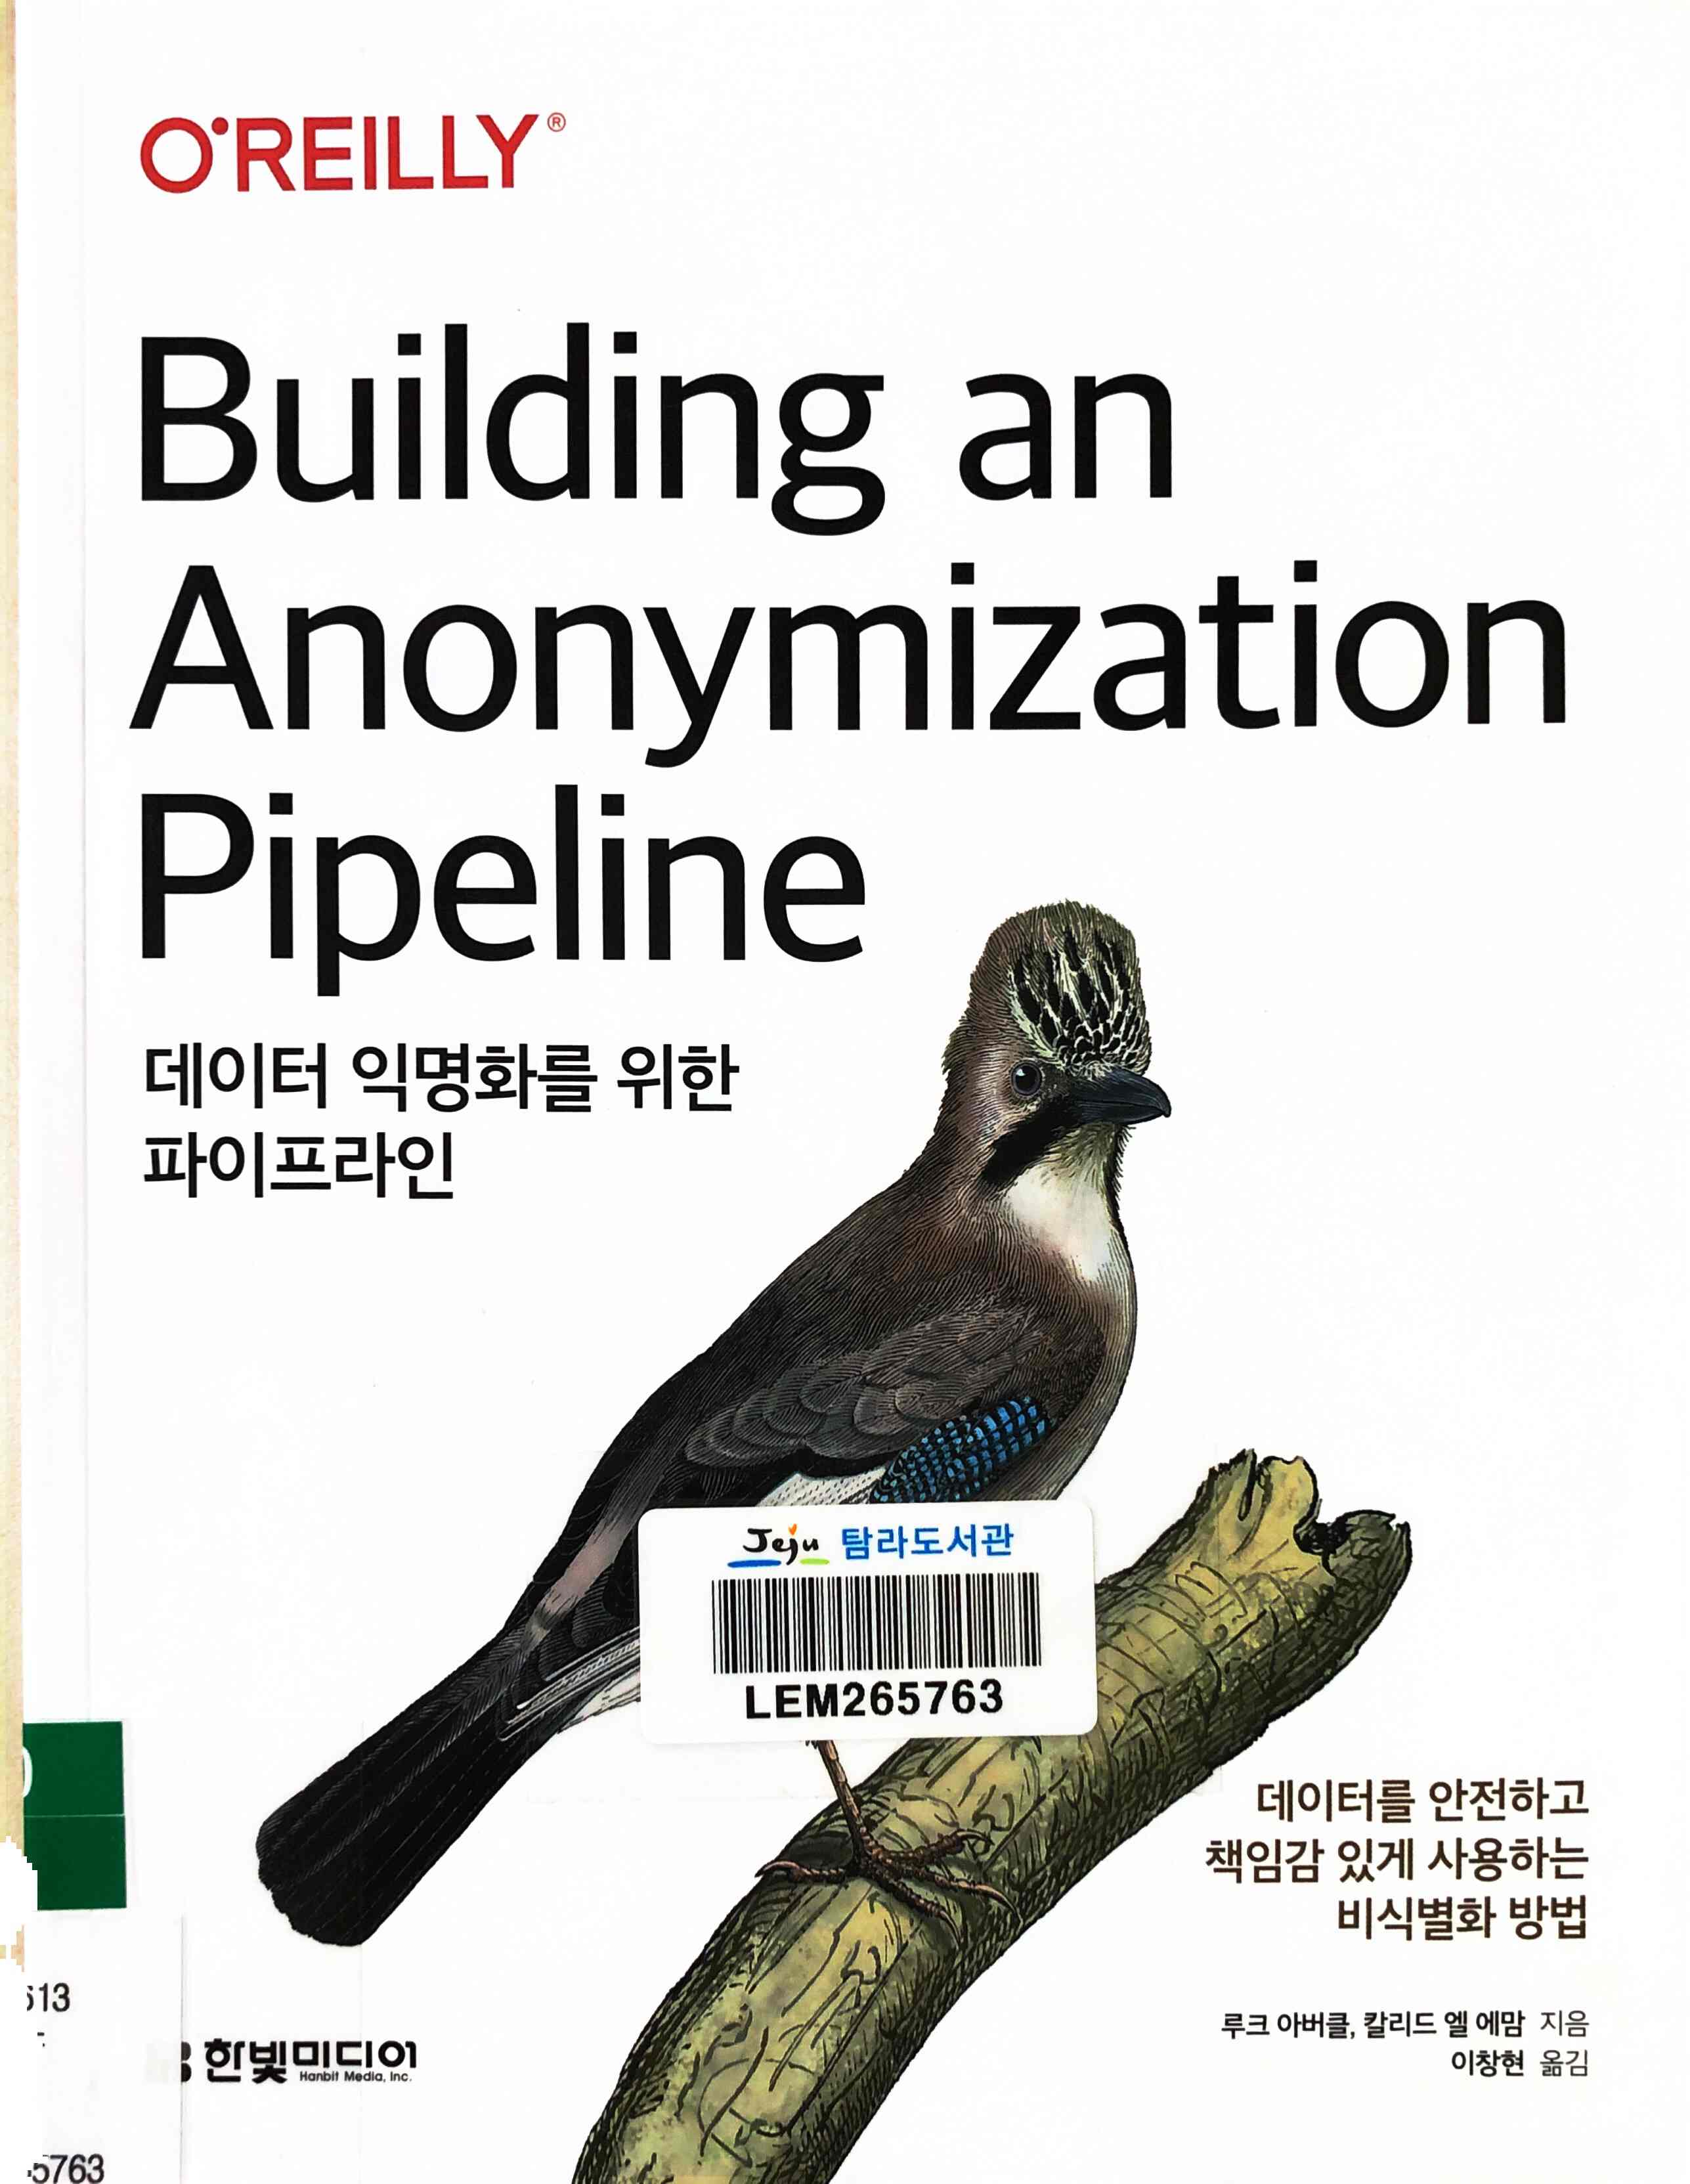 O'REILLY®
Building an
Anonymization
Pipeline
데이터 익명화를 위한
파이프라인
Jeju 탐라도서관
LEM265763
데이터를 안전하고
책임감 있게 사용하는
비식별화 방법
루크 아버클, 칼리드 엘 에맘 지음
이창현 옮김
한빛미디어
Hanbit Media, Inc.
613
5763